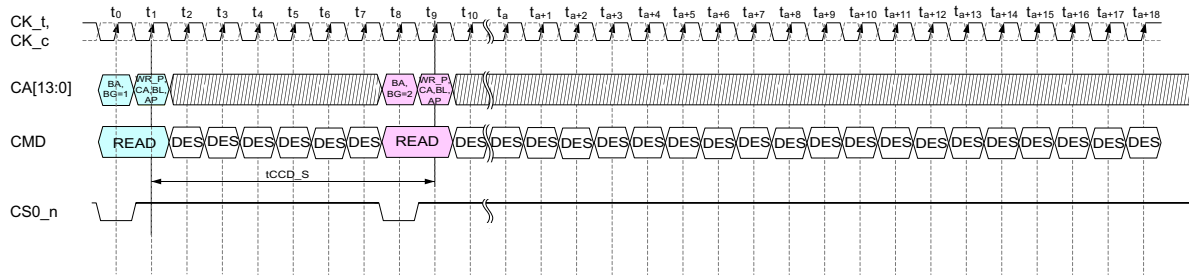 t0 t1 t2 t3 t4 t5 t6 t7 t8 t9 t10 ta ta+1 ta+2 ta+3 ta+4 ta+5 ta+6 ta+7 ta+8 ta+9 ta+10 ta+11 ta+12 ta+13 ta+14 ta+15 ta+16 ta+17 ta+18
CK_t,
CK_c
CA[13:0]
BA,
BG=1
WR_P,
CA,BL,
AP
BA,
BG=2
WR_P,
CA,BL,
AP
CMD READ DES DES DES DES DES DES READ DES DES DES DES DES DES DES DES DES DES DES DES DES DES DES DES DES DES DES
tCCD_S
CS0_n